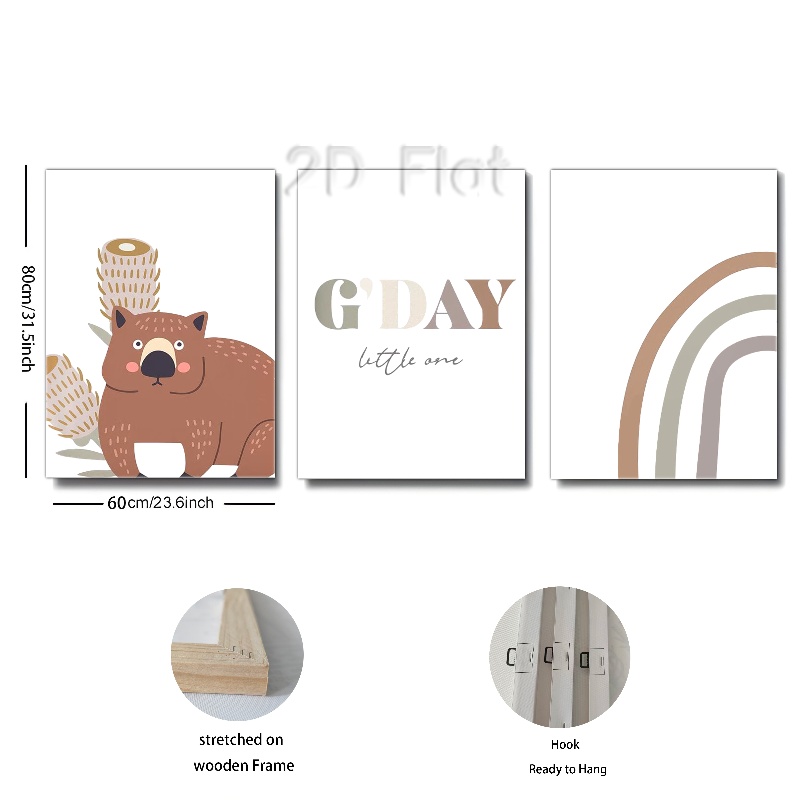 2D Flat
80cm/31.5inch
G'DAY
little one
60cm/23.6inch
stretched on
wooden Frame
Hook
Ready to Hang